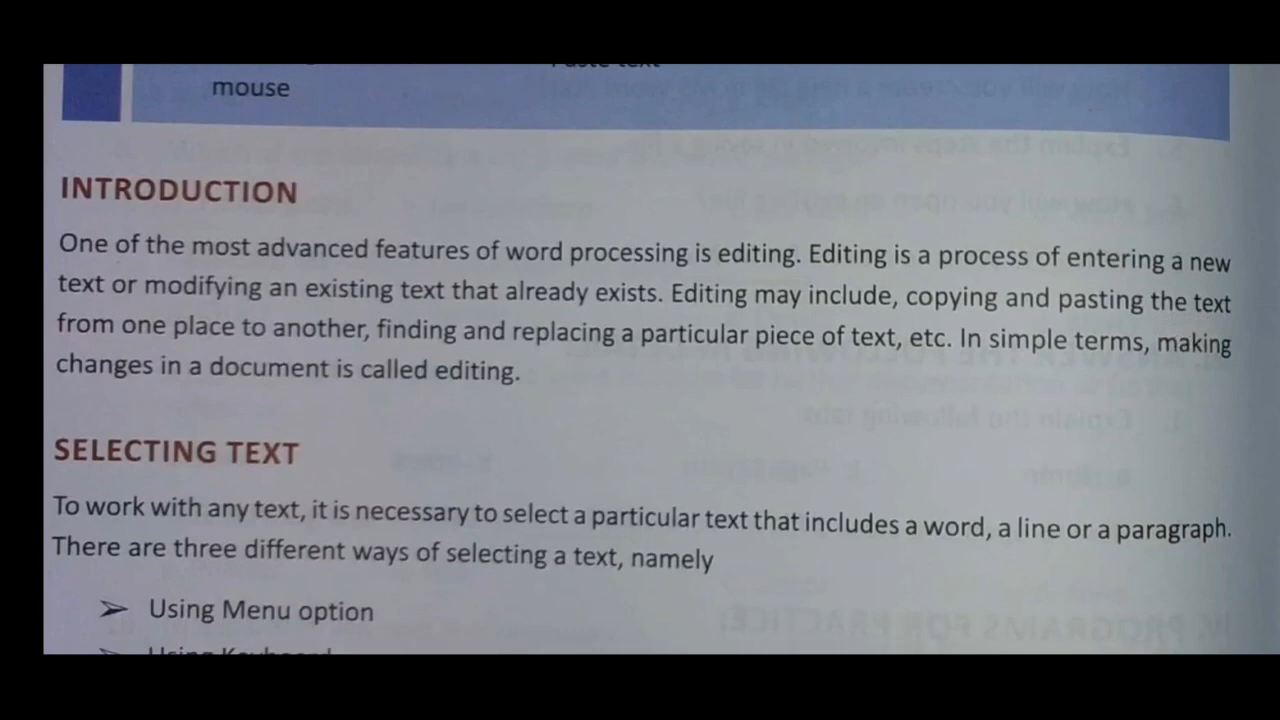 mouse
INTRODUCTION
One of the most advanced features of word processing is editing. Editing is a process of entering a new
text or modifying an existing text that already exists. Editing may include, copying and pasting the text
from one place to another, finding and replacing a particular piece of text, etc. In simple terms, making
changes in a document is called editing.
SELECTING TEXT
To work with any text, it is necessary to select a particular text that includes a word, a line or a paragraph.
There are three different ways of selecting a text, namely
➢ Using Menu option